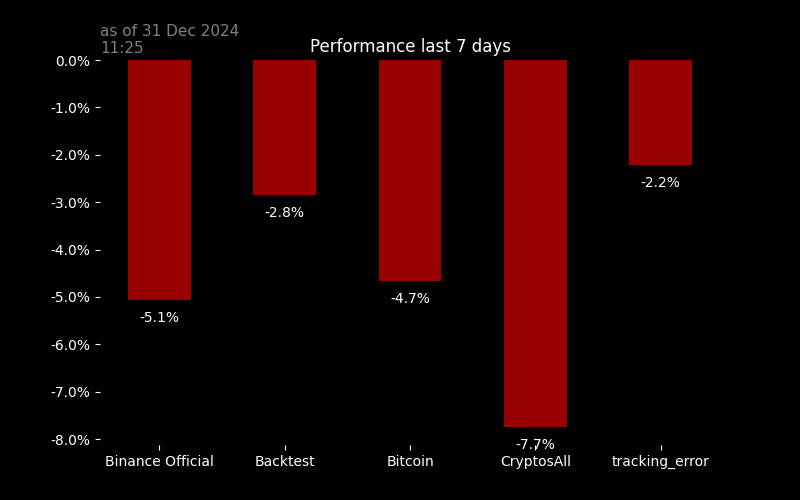 as of 31 Dec 2024
11:25
Performance last 7 days
0.0%
-1.0%
-2.0%
-3.0%
-4.0%
-5.0%
-6.0%
-7.0%
-8.0%
-5.1%
-2.8%
-4.7%
-7.7%
-2.2%
Binance Official
Backtest
Bitcoin
CryptosAll
tracking_error